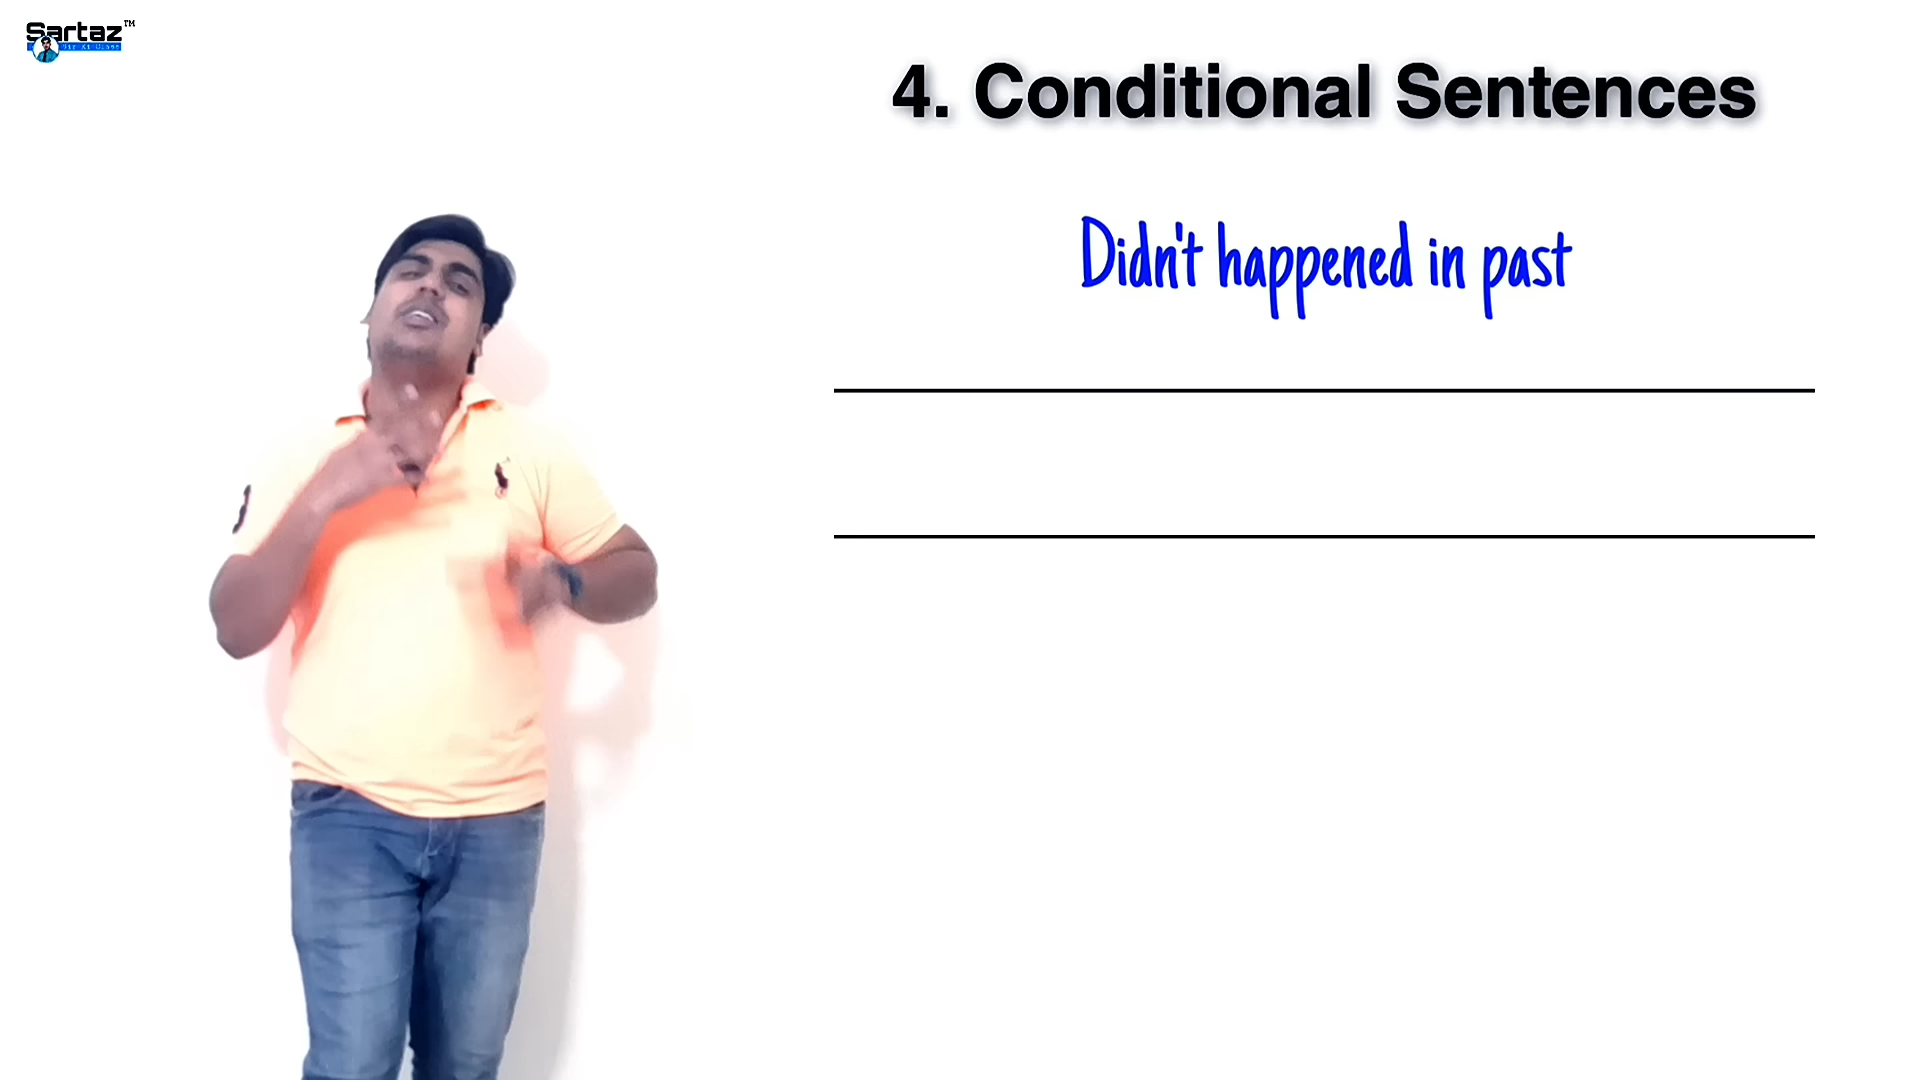 Sartaz™
4. Conditional Sentences
Didn't happened in past